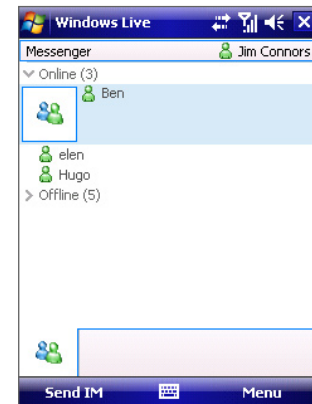 Windows Live
Messenger Jim Connors
Online (3)
Ben
elen
Hugo
Offline (5)
Send IM Menu